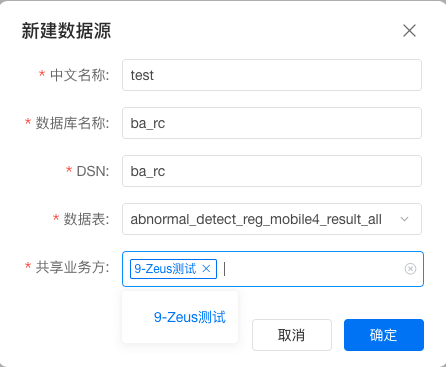 新建数据源
* 中文名称: test
* 数据库名称: ba_rc
* DSN: ba_rc
* 数据表: abnormal_detect_reg_mobile4_result_all
* 共享业务方: 9-Zeus测试
9-Zeus测试
取消 确定